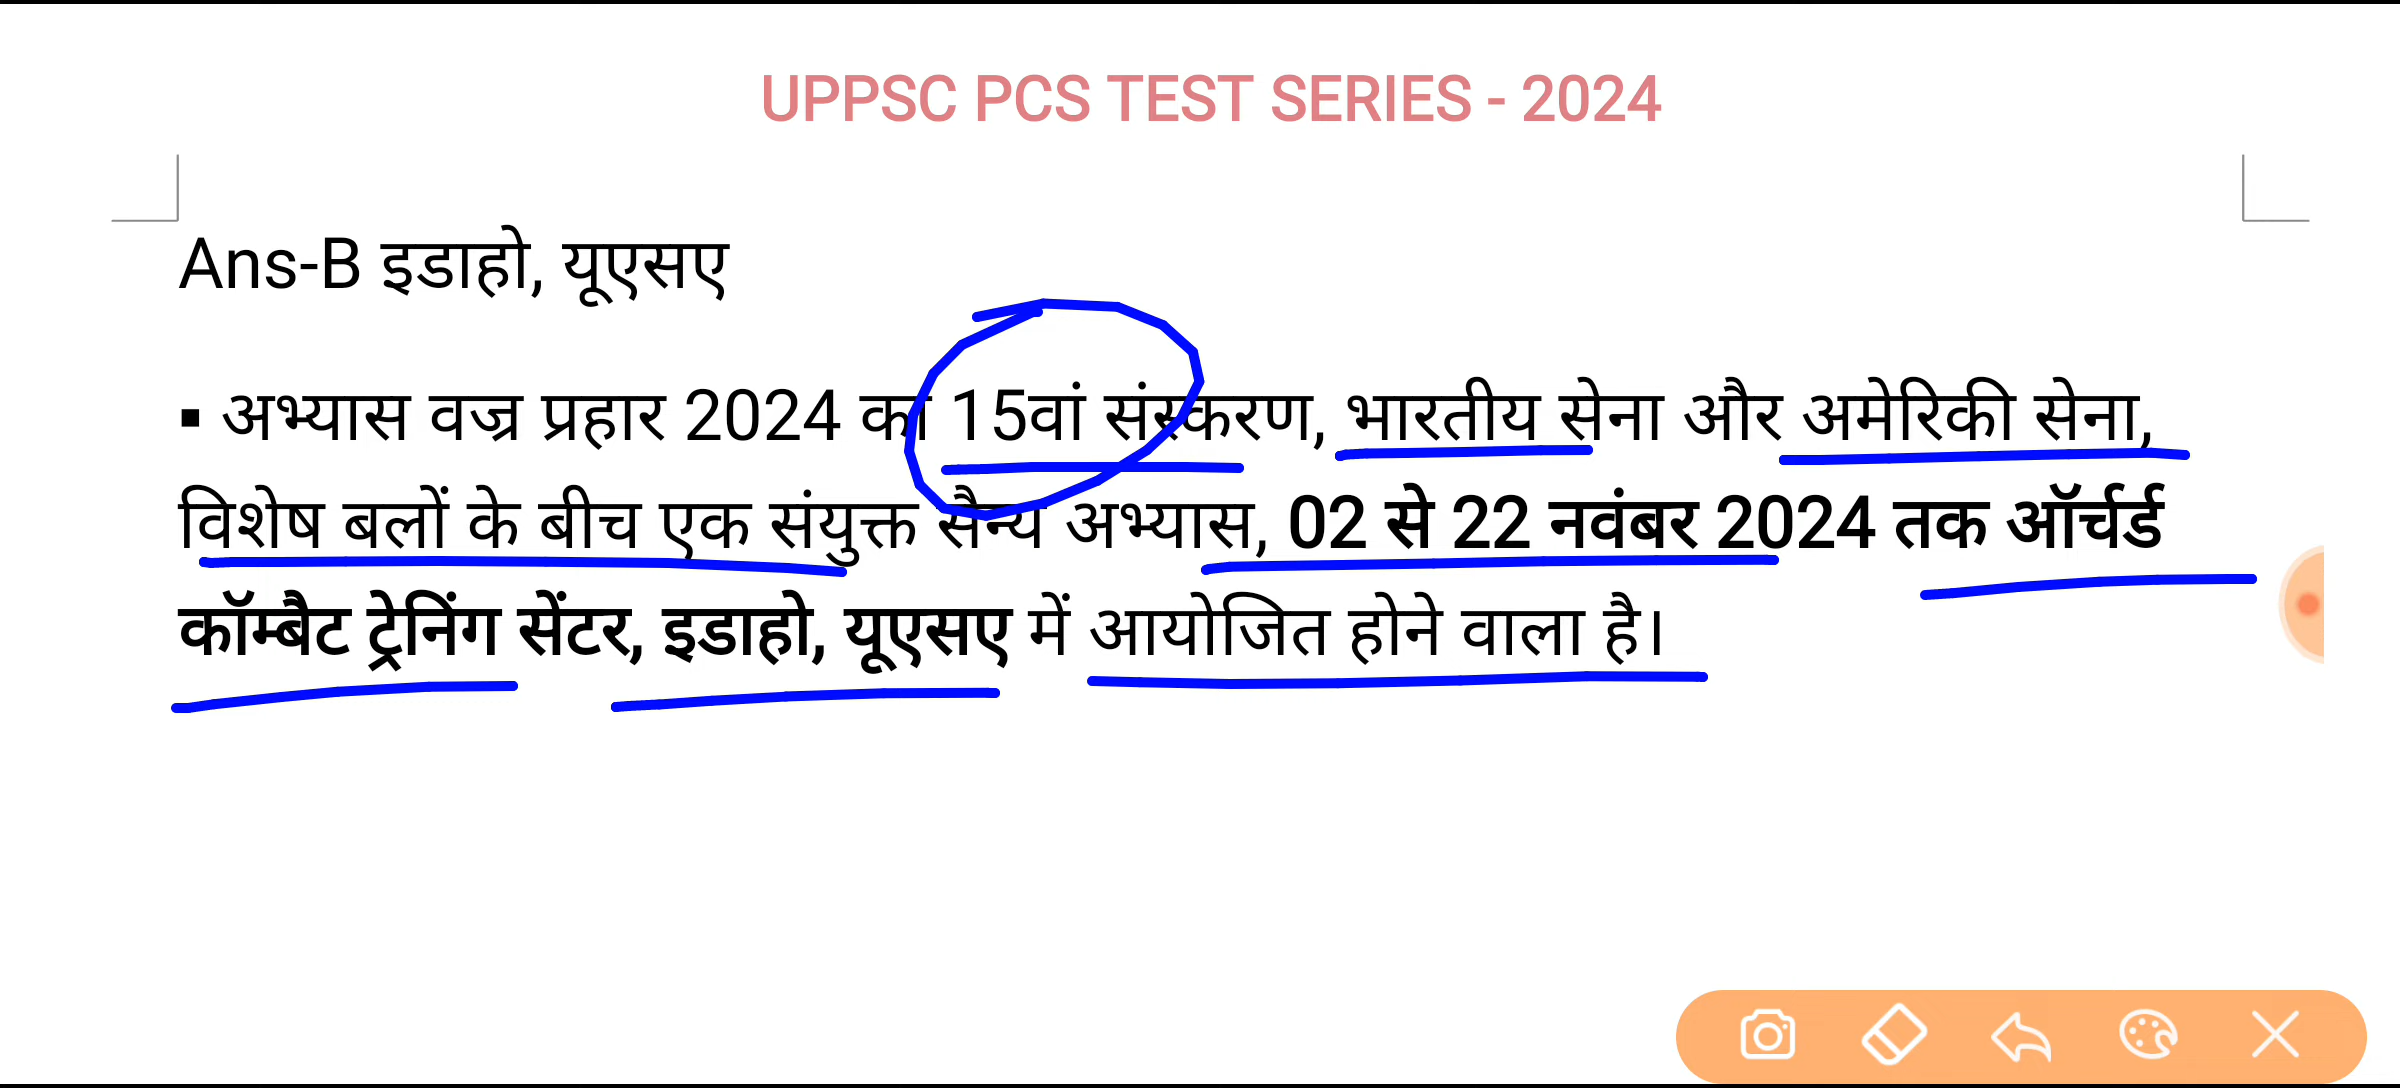 UPPSC PCS TEST SERIES - 2024
Ans-B इडाहो, यूएसए
▪ अभ्यास वज्र प्रहार 2024 का 15वां संस्करण, भारतीय सेना और अमेरिकी सेना,
विशेष बलों के बीच एक संयुक्त सैन्य अभ्यास, 02 से 22 नवंबर 2024 तक ऑर्चर्ड
कॉम्बैट ट्रेनिंग सेंटर, इडाहो, यूएसए में आयोजित होने वाला है।